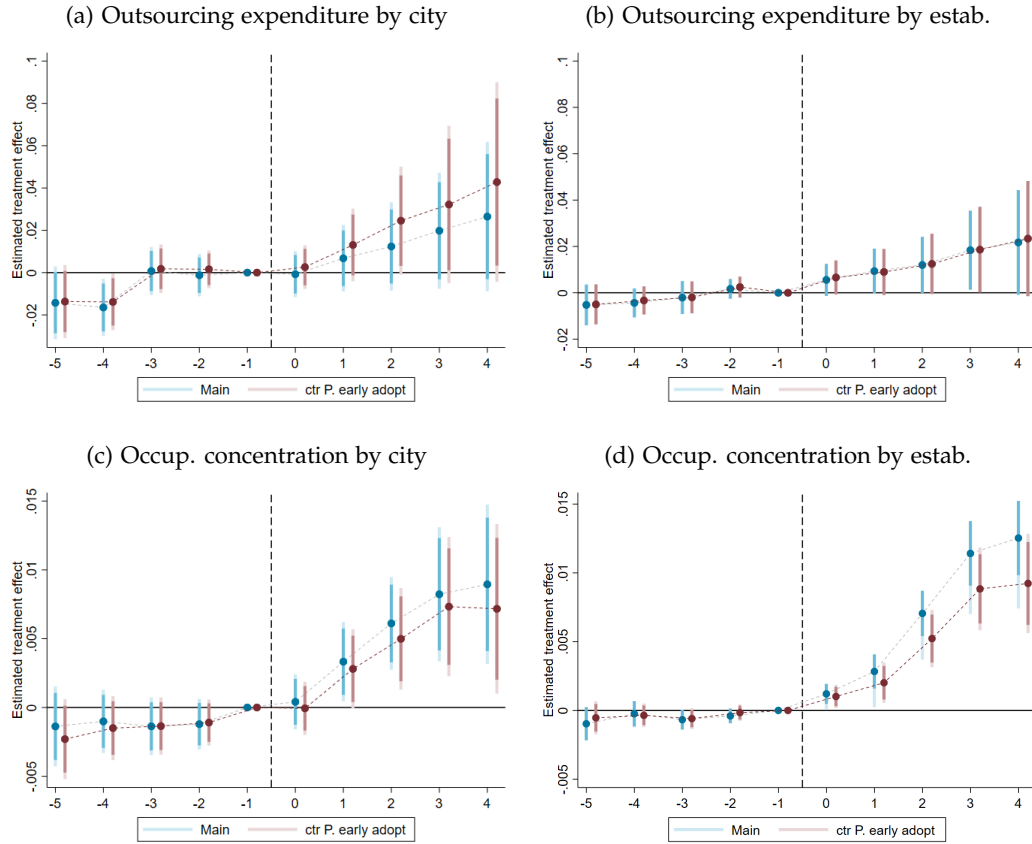 (a) Outsourcing expenditure by city
Estimated treatment effect
.1
.08
.06
.04
.02
0
-.02
-5 -4 -3 -2 -1 0 1 2 3 4
Main ctr P. early adopt
(b) Outsourcing expenditure by estab.
Estimated treatment effect
.1
.08
.06
.04
.02
0
-.02
-5 -4 -3 -2 -1 0 1 2 3 4
Main ctr P. early adopt
(c) Occup. concentration by city
Estimated treatment effect
.015
.01
.005
0
-.005
-5 -4 -3 -2 -1 0 1 2 3 4
Main ctr P. early adopt
(d) Occup. concentration by estab.
Estimated treatment effect
.015
.01
.005
0
-.005
-5 -4 -3 -2 -1 0 1 2 3 4
Main ctr P. early adopt